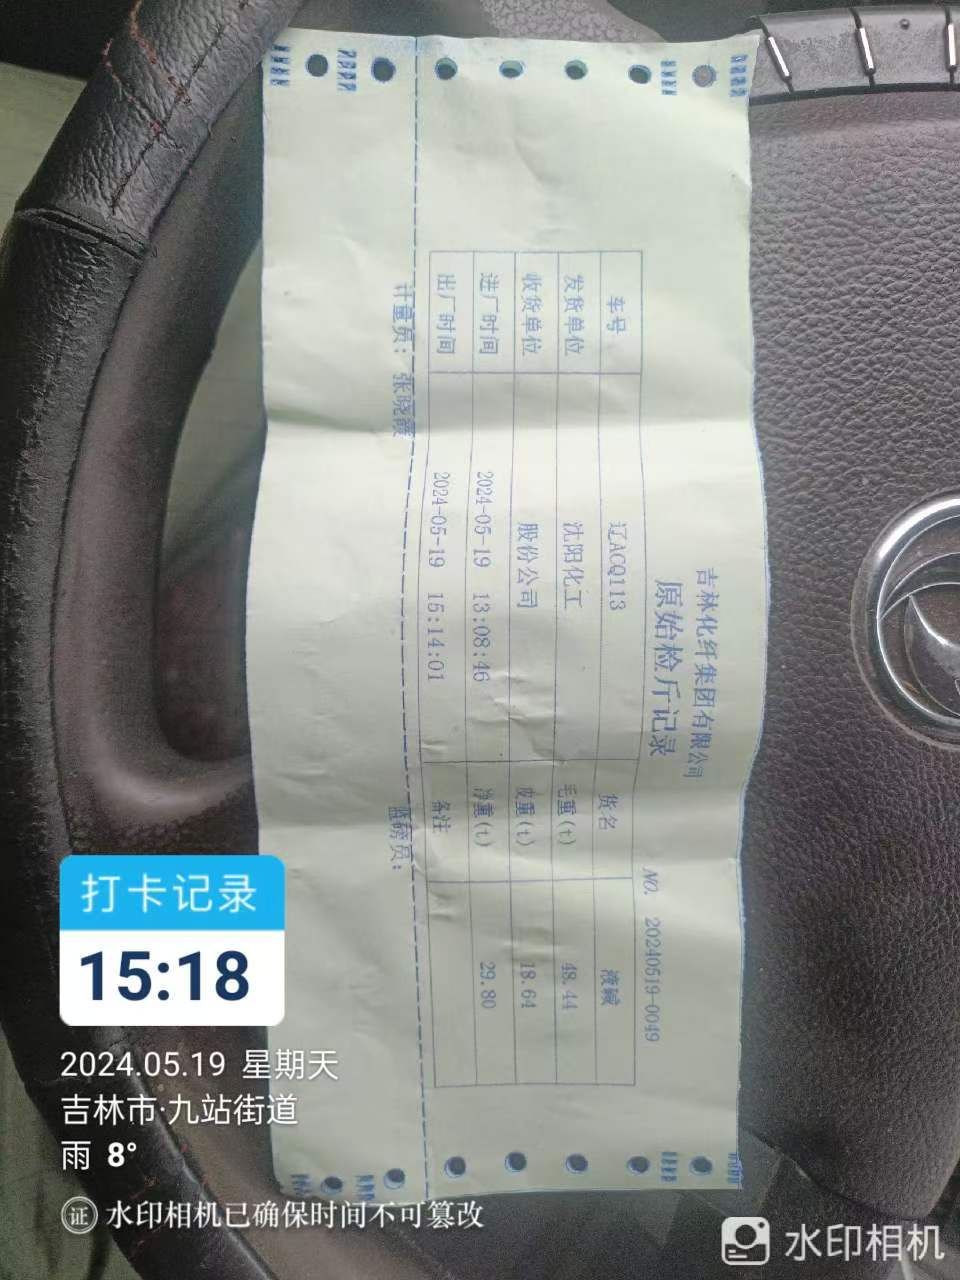 吉林化纤集团有限公司
原始检斤记录
NO. 20240519-0049
车号 辽ACQ113 货名 液碱
发货单位 沈阳化工 毛重(t) 48.44
收货单位 股份公司 皮重(t) 18.64
进厂时间 2024-05-19 13:08:46 净重(t) 29.80
出厂时间 2024-05-19 15:14:01 备注
计量员：张晓薇 监磅员：
打卡记录
15:18
2024.05.19 星期天
吉林市·九站街道
雨 8°
证 水印相机已确保时间不可篡改
水印相机